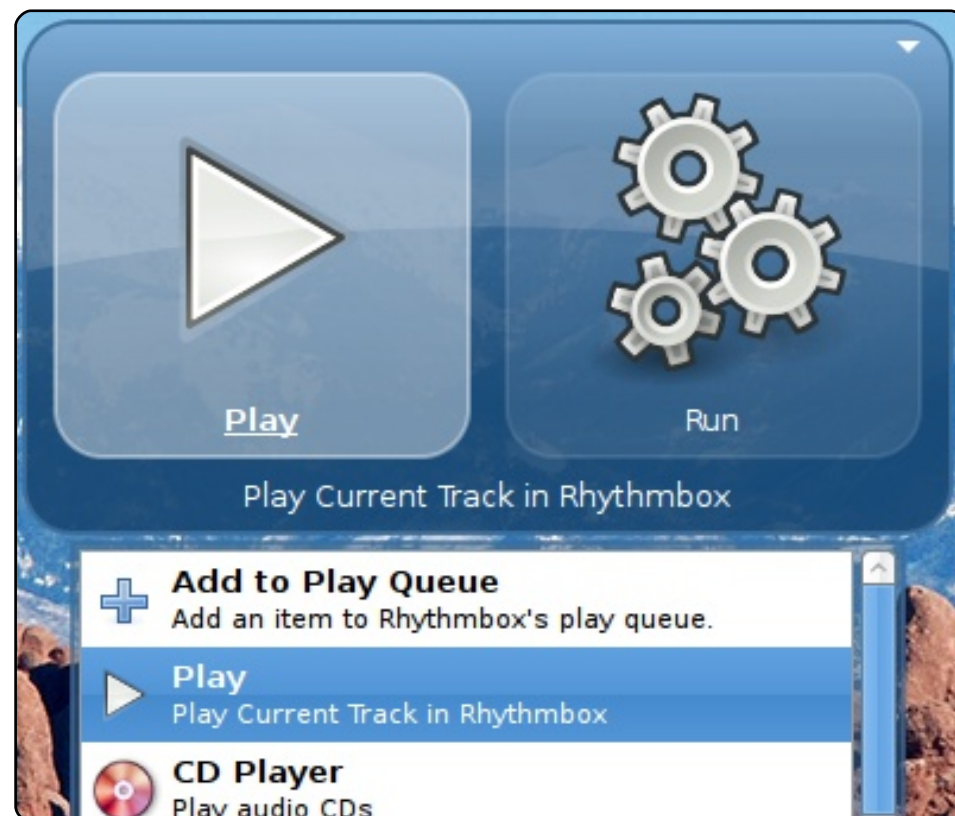 Play
Run
Play Current Track in Rhythmbox
Add to Play Queue
Add an item to Rhythmbox's play queue.
Play
Play Current Track in Rhythmbox
CD Player
Play audio CDs